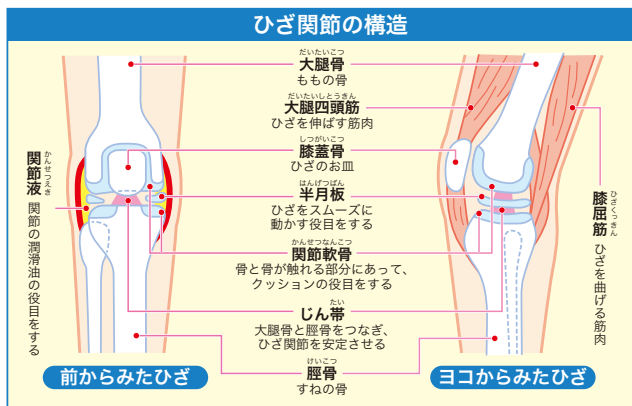 ひざ関節の構造
だいたいこつ
大腿骨
ももの骨
だいたいしとうきん
大腿四頭筋
ひざを伸ばす筋肉
しつがいこつ
膝蓋骨
ひざのお皿
はんげつばん
半月板
ひざをスムーズに
動かす役目をする
かんせつなんこつ
関節軟骨
骨と骨が触れる部分にあって、
クッションの役目をする
たい
じん帯
大腿骨と脛骨をつなぎ、
ひざ関節を安定させる
けいこつ
脛骨
すねの骨
かんせつえき
関節液
関節の潤滑油の役目をする
ひざくっきん
膝屈筋
ひざを曲げる筋肉
前からみたひざ
ヨコからみたひざ